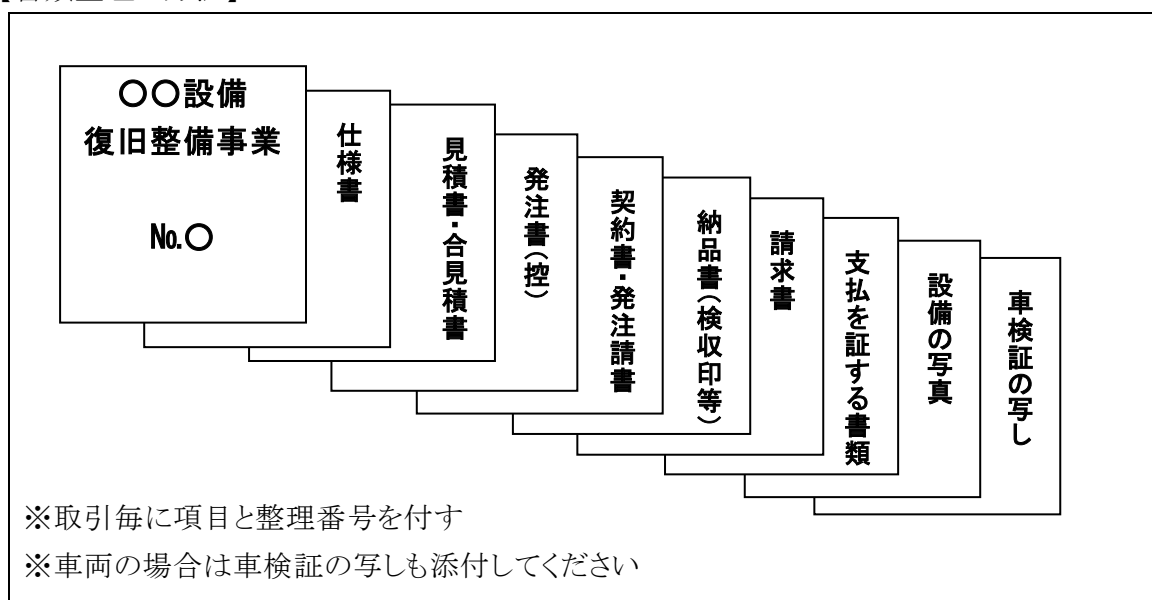 〇〇設備
復旧整備事業
№〇
仕様書
見積書・合見積書
発注書（控）
契約書・発注請書
納品書（検収印等）
請求書
支払を証する書類
設備の写真
車検証の写し
※取引毎に項目と整理番号を付す
※車両の場合は車検証の写しも添付してください